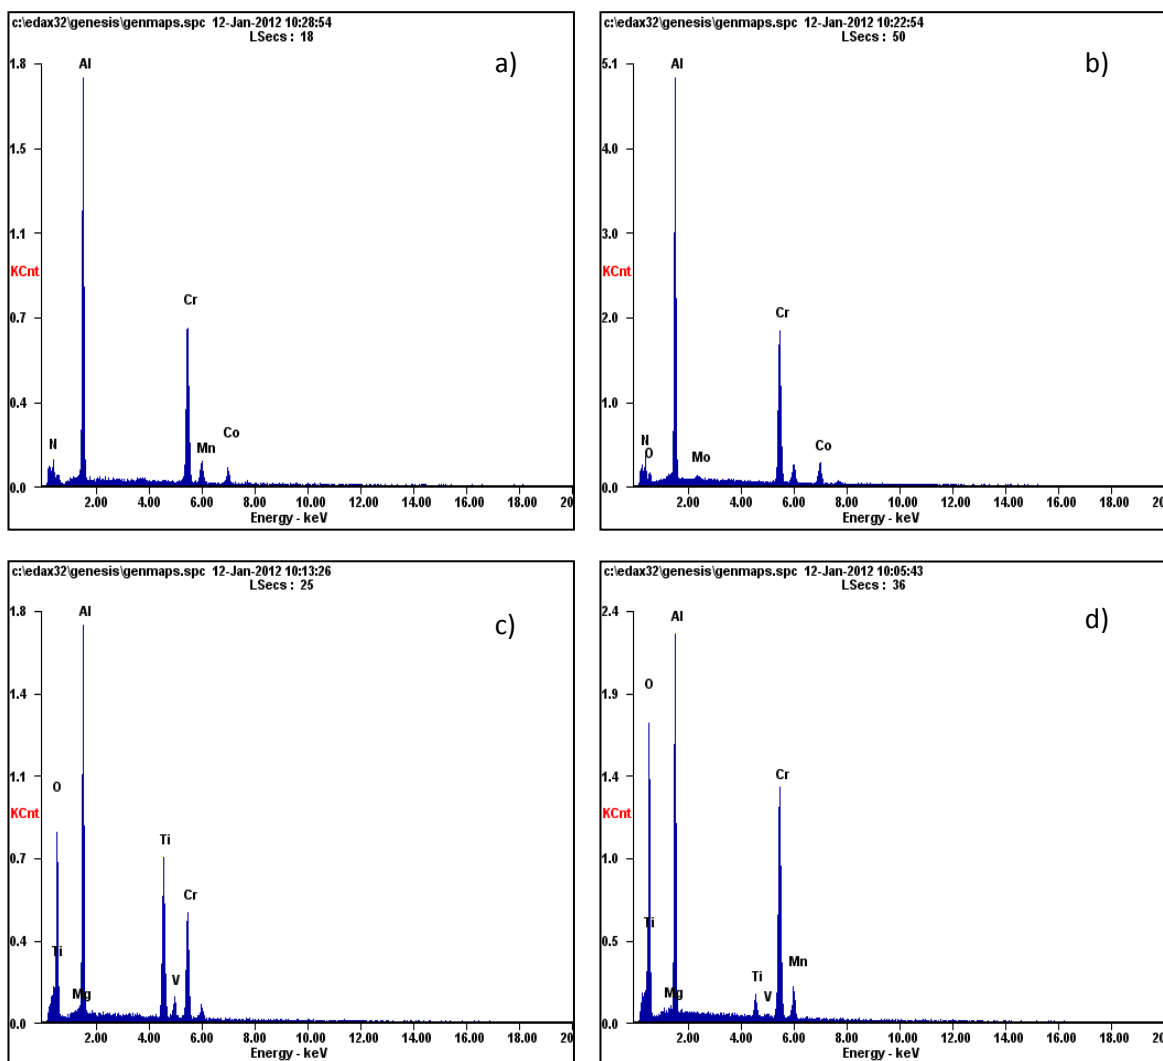 c:\edax32\genesis\genmaps.spc 12-Jan-2012 10:28:54
LSecs : 18
a)
1.8
1.5
1.1
KCnt
0.7
0.4
0.0
Al
N
Cr
Mn
Co
2.00 4.00 6.00 8.00 10.00 12.00 14.00 16.00 18.00 20
Energy - keV
c:\edax32\genesis\genmaps.spc 12-Jan-2012 10:22:54
LSecs : 50
b)
5.1
4.0
3.0
KCnt
2.0
1.0
0.0
Al
N
O
Mo
Cr
Co
2.00 4.00 6.00 8.00 10.00 12.00 14.00 16.00 18.00 20
Energy - keV
c:\edax32\genesis\genmaps.spc 12-Jan-2012 10:13:26
LSecs : 25
c)
1.8
1.4
1.1
KCnt
0.7
0.4
0.0
Al
O
Ti
Mg
Ti
V
Cr
2.00 4.00 6.00 8.00 10.00 12.00 14.00 16.00 18.00 20
Energy - keV
c:\edax32\genesis\genmaps.spc 12-Jan-2012 10:05:43
LSecs : 36
d)
2.4
1.9
1.4
KCnt
1.0
0.5
0.0
Al
O
Ti
Mg
Ti
V
Cr
Mn
2.00 4.00 6.00 8.00 10.00 12.00 14.00 16.00 18.00 20
Energy - keV